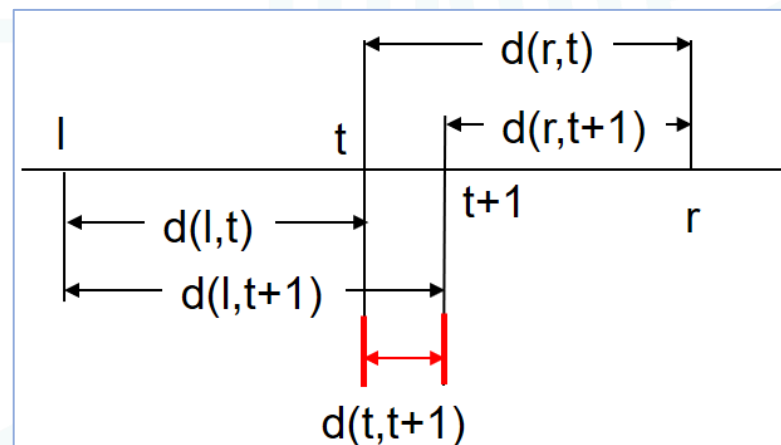 d(r,t)
l t d(r,t+1)
t+1 r
d(l,t)
d(l,t+1)
d(t,t+1)